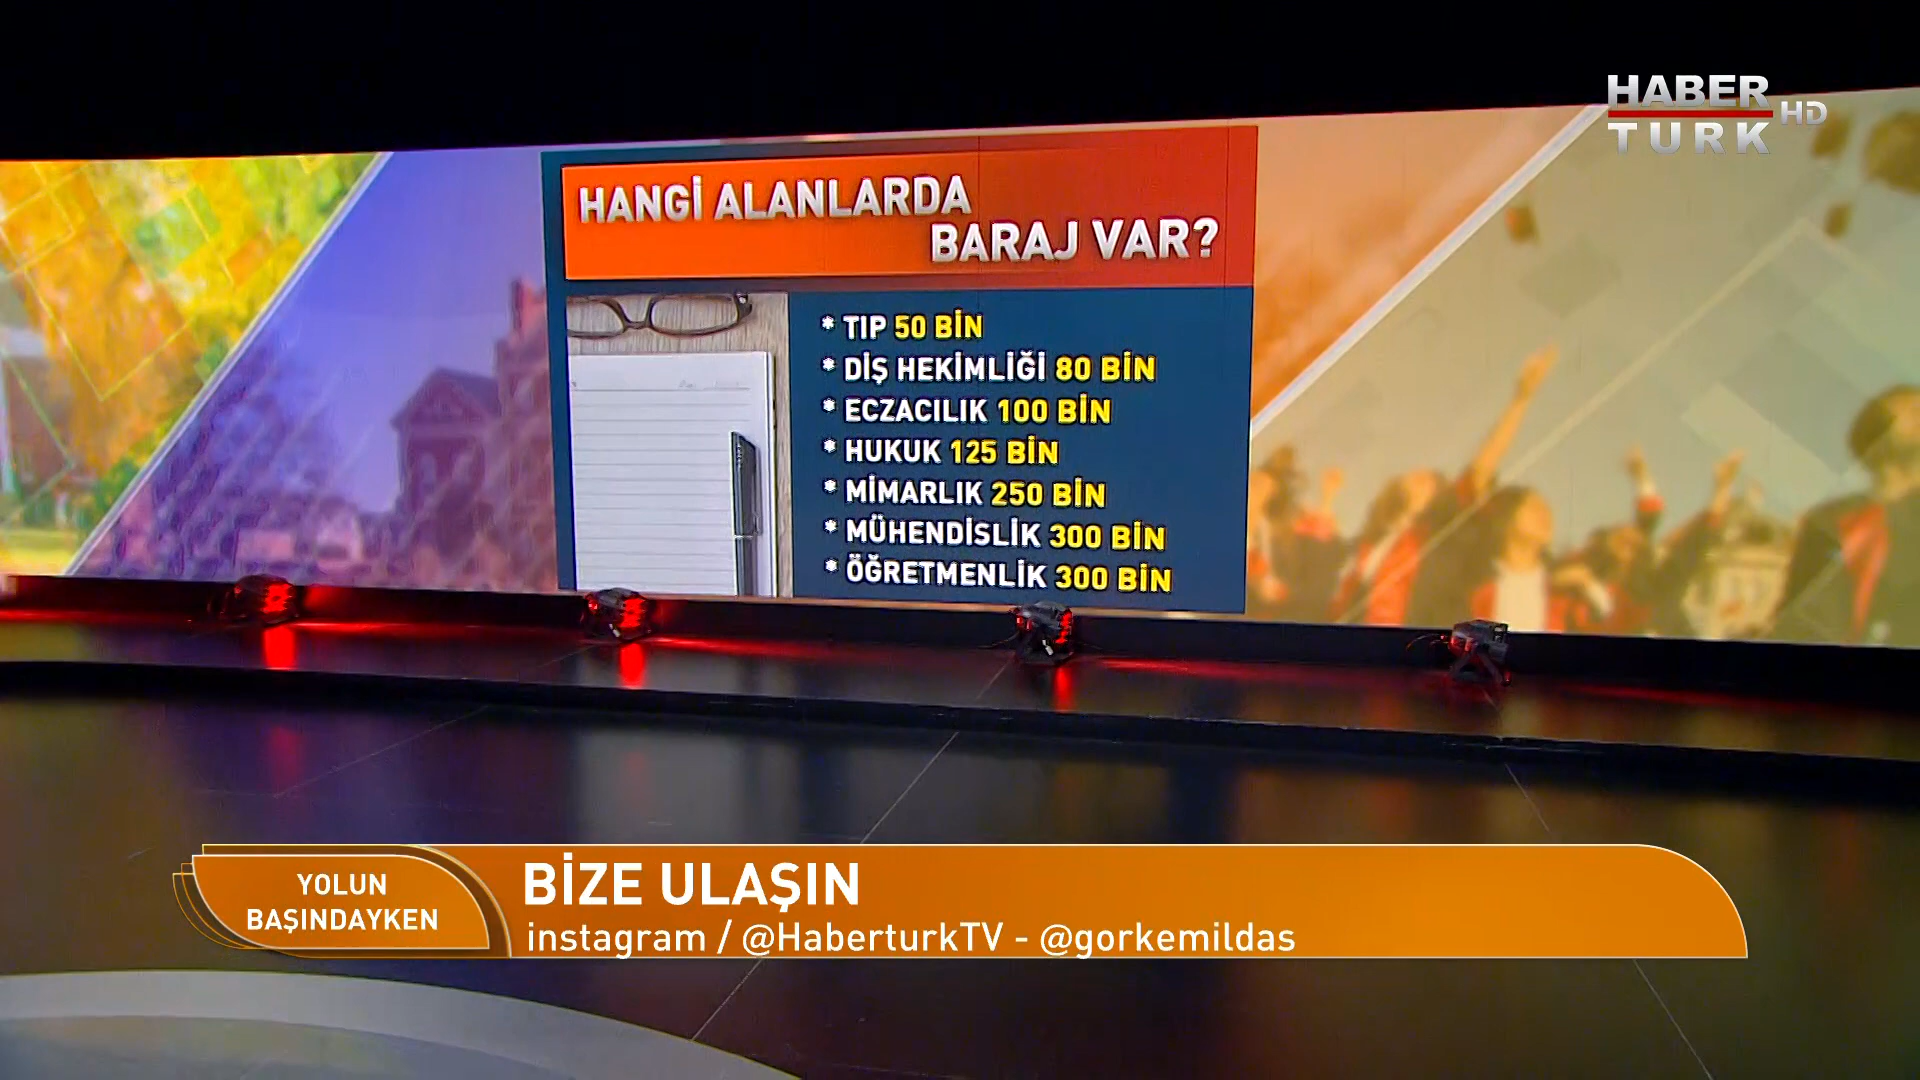 HABER
TURK HD
HANGİ ALANLARDA
BARAJ VAR?
* TIP 50 BİN
* DİŞ HEKİMLİĞİ 80 BİN
* ECZACILIK 100 BİN
* HUKUK 125 BİN
* MİMARLIK 250 BİN
* MÜHENDİSLİK 300 BİN
* ÖĞRETMENLİK 300 BİN
YOLUN
BAŞINDAYKEN
BİZE ULAŞIN
instagram / @HaberturkTV - @gorkemildas